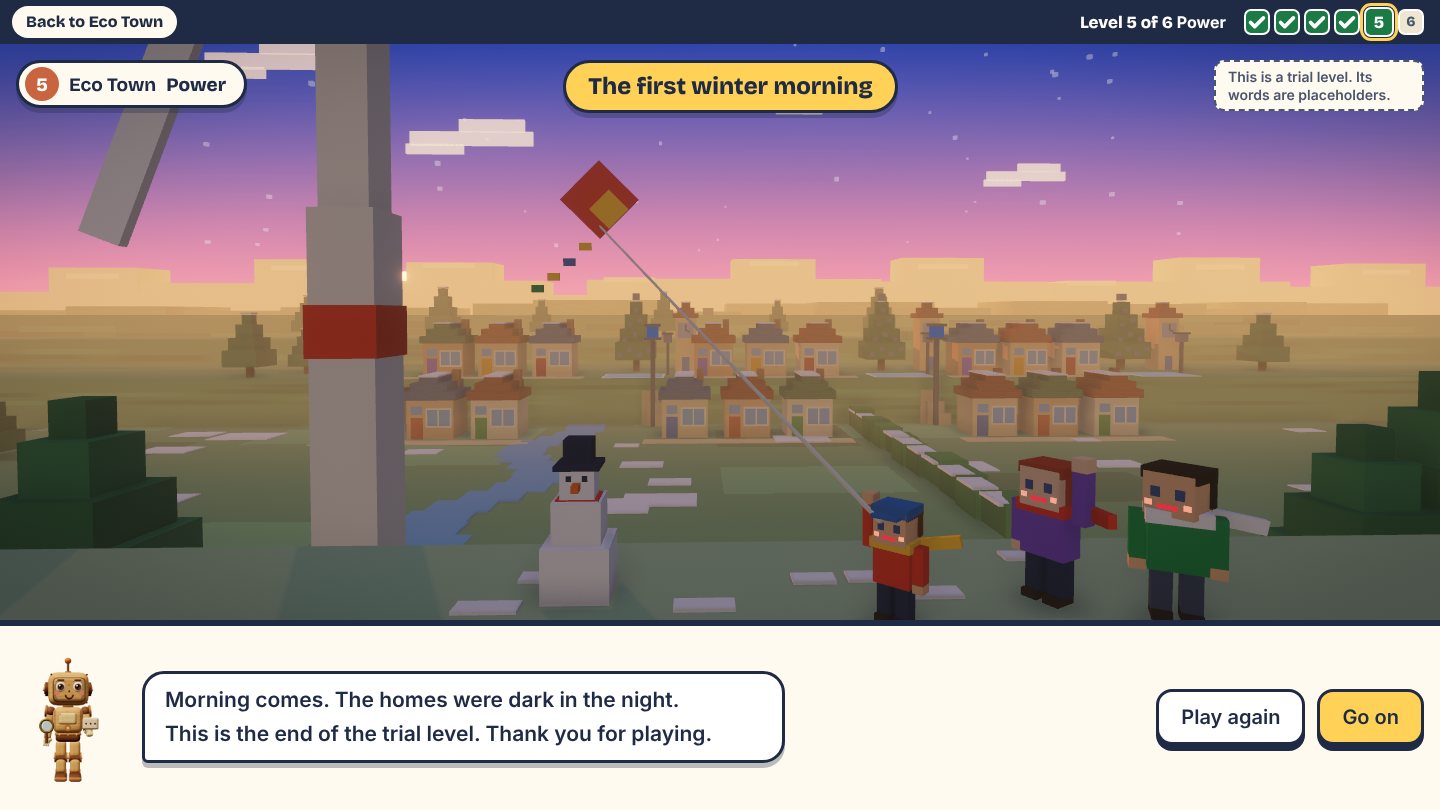 Back to Eco Town
Level 5 of 6 Power
5
6
5 Eco Town Power
The first winter morning
This is a trial level. Its
words are placeholders.
Morning comes. The homes were dark in the night.
This is the end of the trial level. Thank you for playing.
Play again
Go on